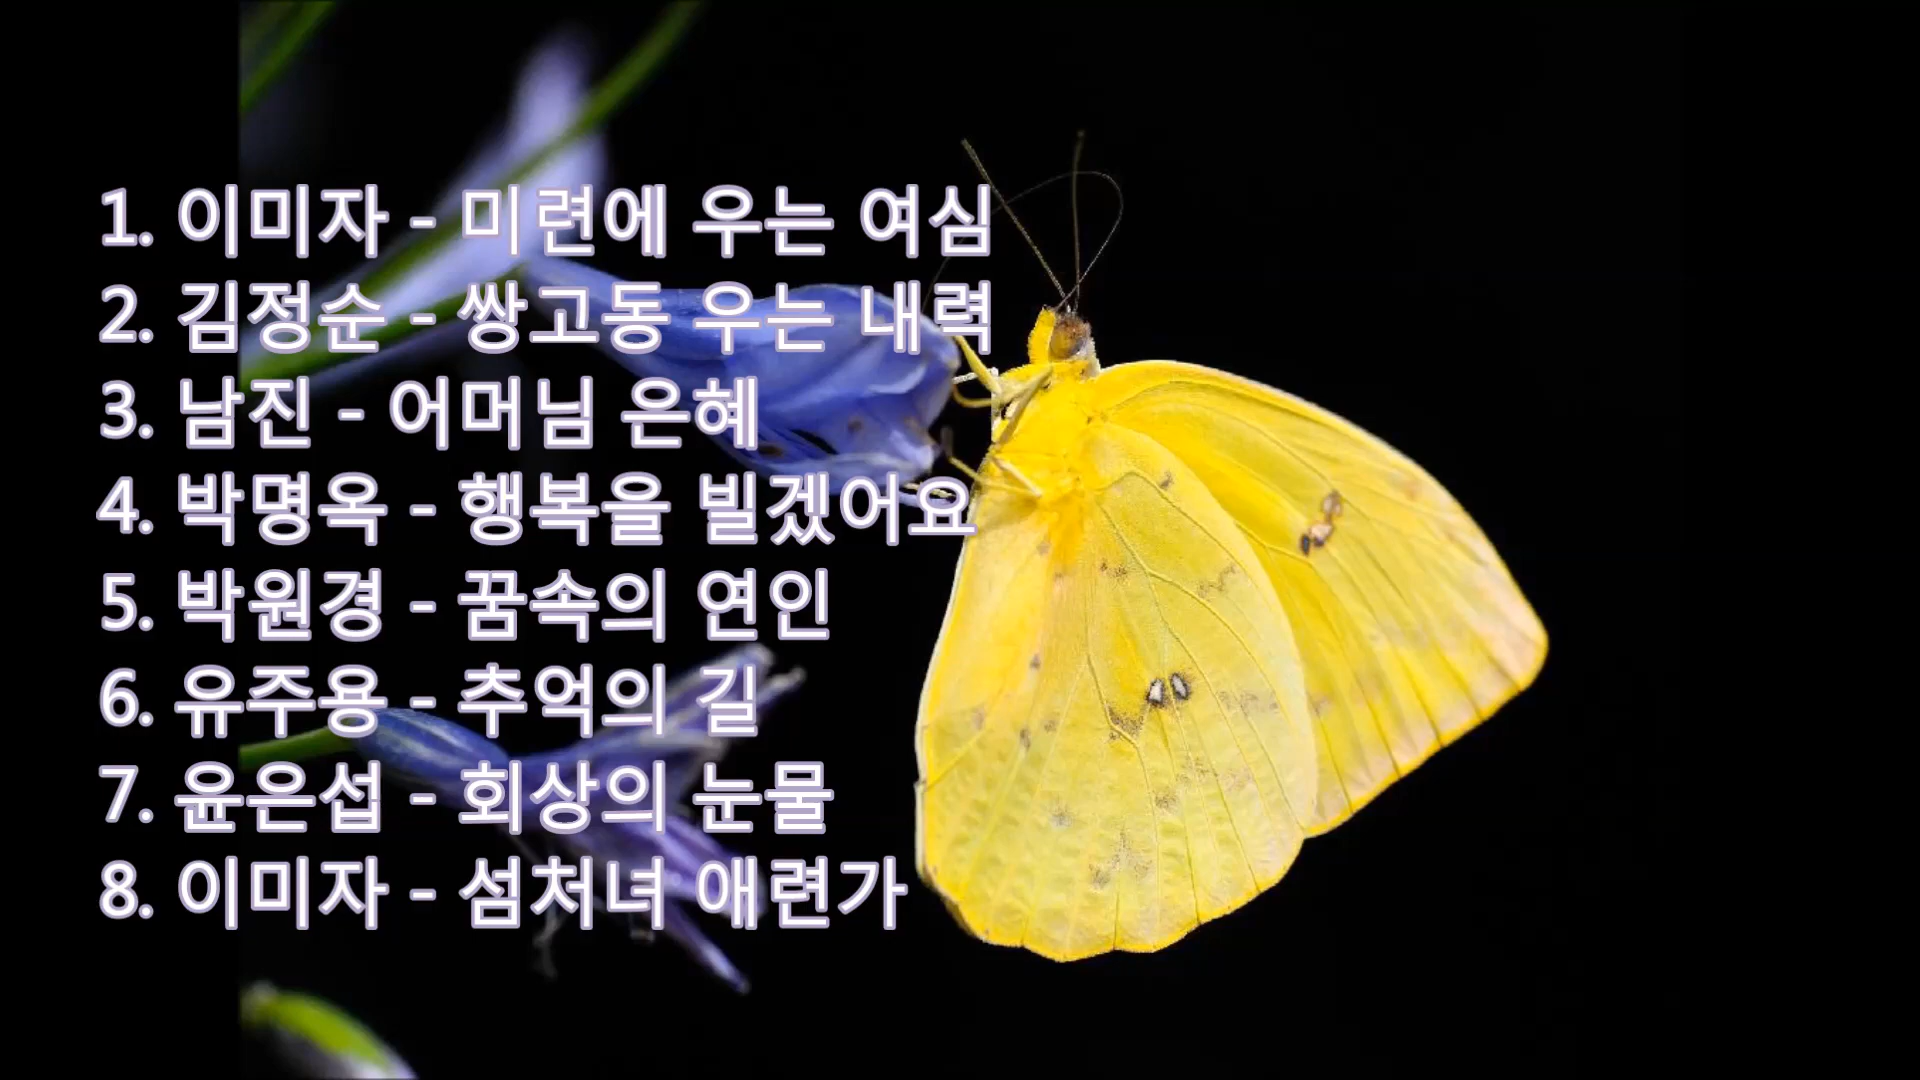 1. 이미자 - 미련에 우는 여심
2. 김정순 - 쌍고동 우는 내력
3. 남진 - 어머님 은혜
4. 박명옥 - 행복을 빌겠어요
5. 박원경 - 꿈속의 연인
6. 유주용 - 추억의 길
7. 윤은섭 - 회상의 눈물
8. 이미자 - 섬처녀 애련가